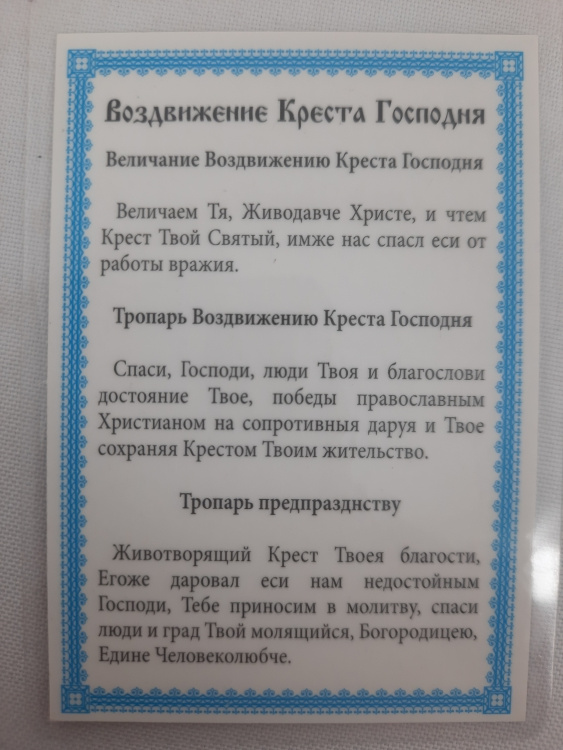 Воздвижение Креста Господня
Величание Воздвижению Креста Господня
Величаем Тя, Живодавче Христе, и чтем
Крест Твой Святый, имже нас спасл еси от
работы вражия.
Тропарь Воздвижению Креста Господня
Спаси, Господи, люди Твоя и благослови
достояние Твое, победы православным
Христианом на сопротивныя даруя и Твое
сохраняя Крестом Твоим жительство.
Тропарь предпразднству
Животворящий Крест Твоея благости,
Егоже даровал еси нам недостойным
Господи, Тебе приносим в молитву, спаси
люди и град Твой молящийся, Богородицею,
Едине Человеколюбче.